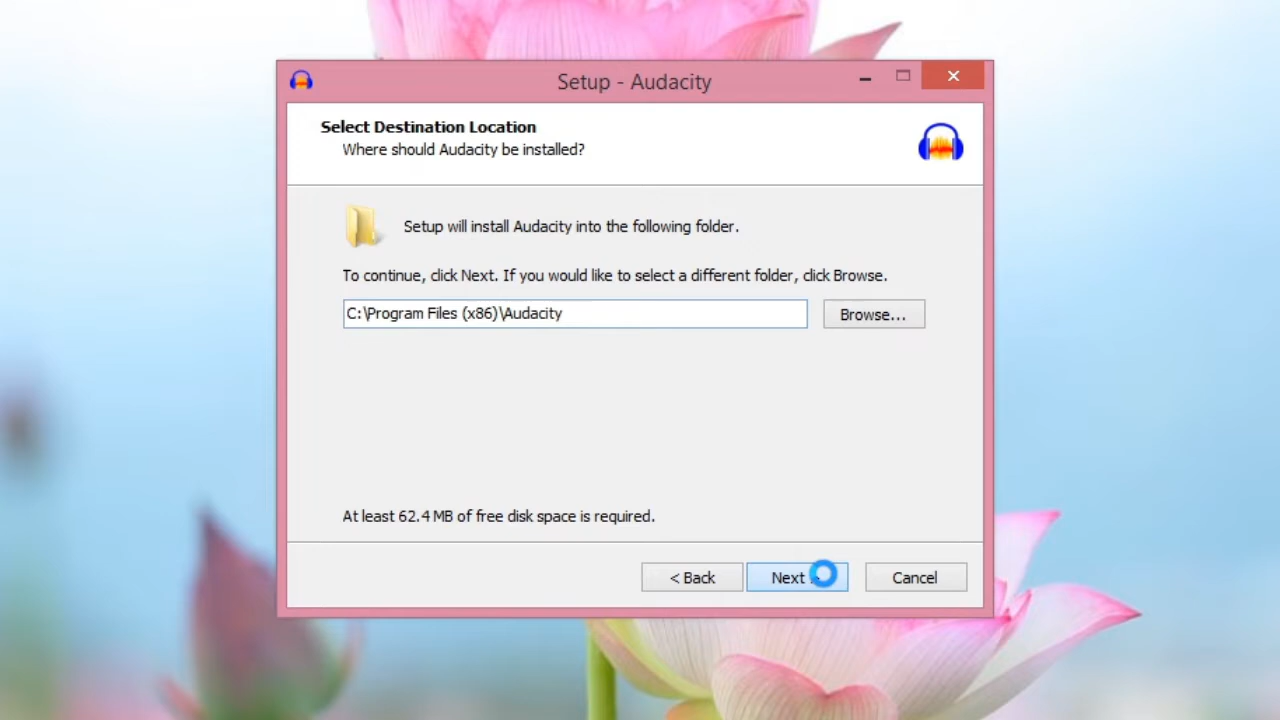 Setup - Audacity
Select Destination Location
Where should Audacity be installed?
Setup will install Audacity into the following folder.
To continue, click Next. If you would like to select a different folder, click Browse.
C:\Program Files (x86)\Audacity
Browse...
At least 62.4 MB of free disk space is required.
< Back
Next
Cancel